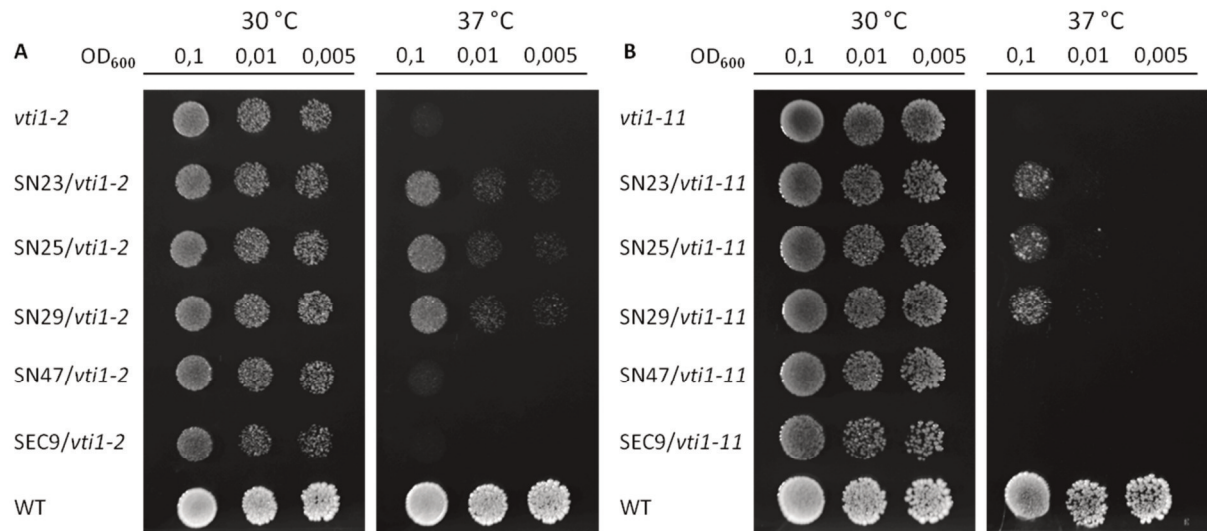 30 °C 37 °C
A OD600 0,1 0,01 0,005 0,1 0,01 0,005
vti1-2
SN23/vti1-2
SN25/vti1-2
SN29/vti1-2
SN47/vti1-2
SEC9/vti1-2
WT
30 °C 37 °C
B OD600 0,1 0,01 0,005 0,1 0,01 0,005
vti1-11
SN23/vti1-11
SN25/vti1-11
SN29/vti1-11
SN47/vti1-11
SEC9/vti1-11
WT